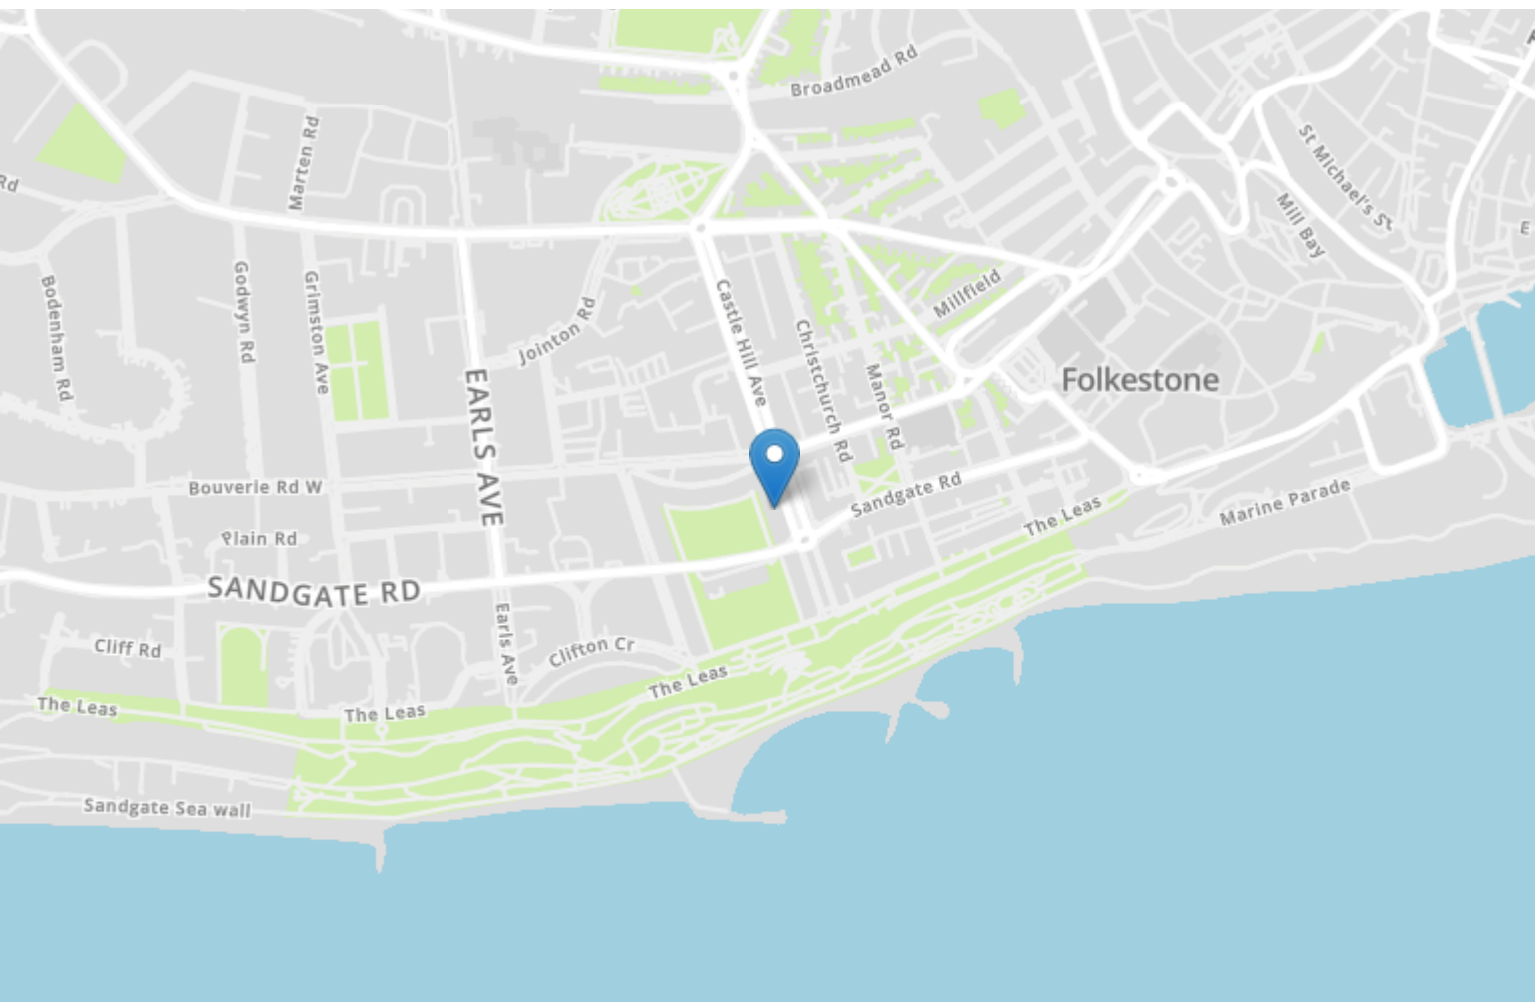 Broadmead Rd
Marten Rd
St Michael's St
Rd
Mill Bay
E
Bodenham Rd
Godwyn Rd
Grimston Ave
Jointon Rd
Castle Hill Ave
Millfield
Christchurch Rd
Manor Rd
Folkestone
EARLS AVE
Bouverie Rd W
Sandgate Rd
Marine Parade
The Leas
Plain Rd
SANDGATE RD
Earls Ave
Cliff Rd
Clifton Cr
The Leas
The Leas
The Leas
Sandgate Sea wall